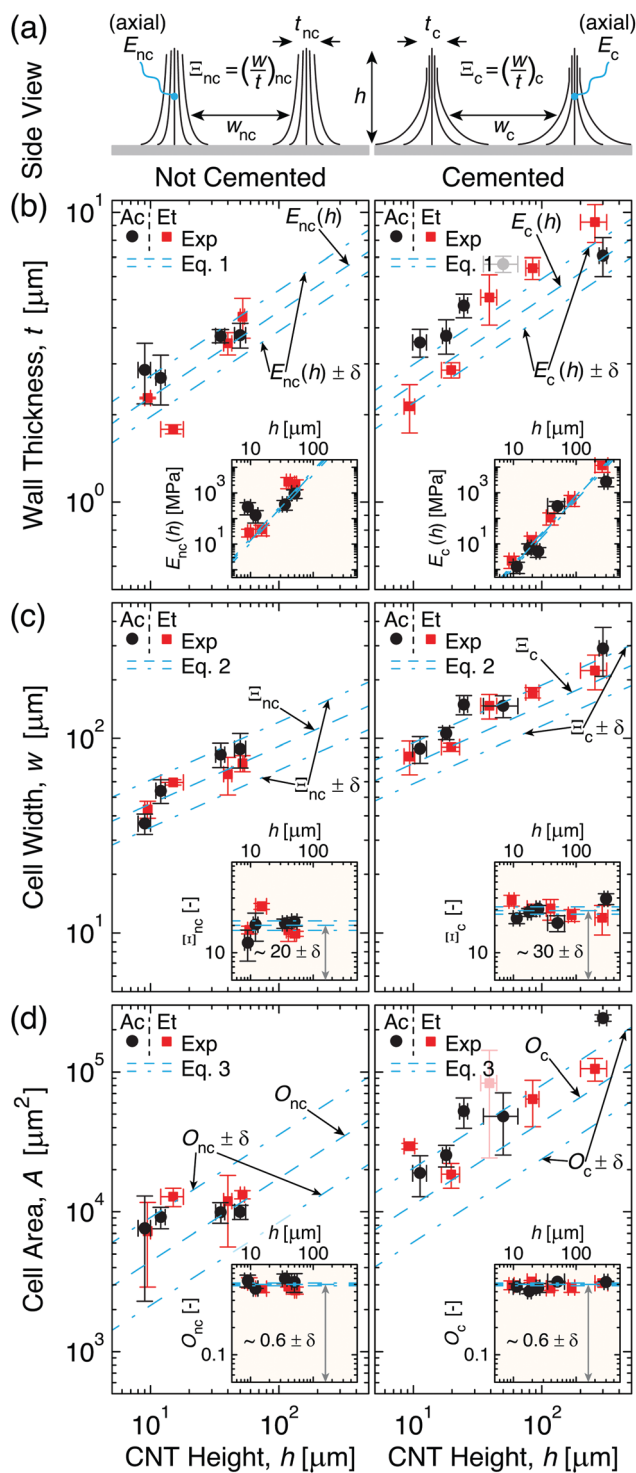 (a)
Side View
(axial)
E_nc
t_nc
Ξ_nc = (w/t)_nc
w_nc
h
t_c
(axial)
E_c
Ξ_c = (w/t)_c
w_c
Not Cemented
Cemented
(b)
Wall Thickness, t [μm]
10^1
10^0
Ac Et
Exp
Eq. 1
E_nc(h)
E_nc(h) ± δ
h [μm]
10 100
E_nc(h) [MPa]
10^3
10^1
Ac Et
Exp
Eq. 1
E_c(h)
E_c(h) ± δ
h [μm]
10 100
E_c(h) [MPa]
10^3
10^1
(c)
Cell Width, w [μm]
10^2
10^1
Ac Et
Exp
Eq. 2
Ξ_nc
Ξ_nc ± δ
h [μm]
10 100
Ξ_nc [-]
10
~ 20 ± δ
Ac Et
Exp
Eq. 2
Ξ_c
Ξ_c ± δ
h [μm]
10 100
Ξ_c [-]
10
~ 30 ± δ
(d)
Cell Area, A [μm²]
10^5
10^4
10^3
Ac Et
Exp
Eq. 3
O_nc
O_nc ± δ
h [μm]
10 100
O_nc [-]
0.1
~ 0.6 ± δ
Ac Et
Exp
Eq. 3
O_c
O_c ± δ
h [μm]
10 100
O_c [-]
0.1
~ 0.6 ± δ
10^1 10^2
10^1 10^2
CNT Height, h [μm]
CNT Height, h [μm]